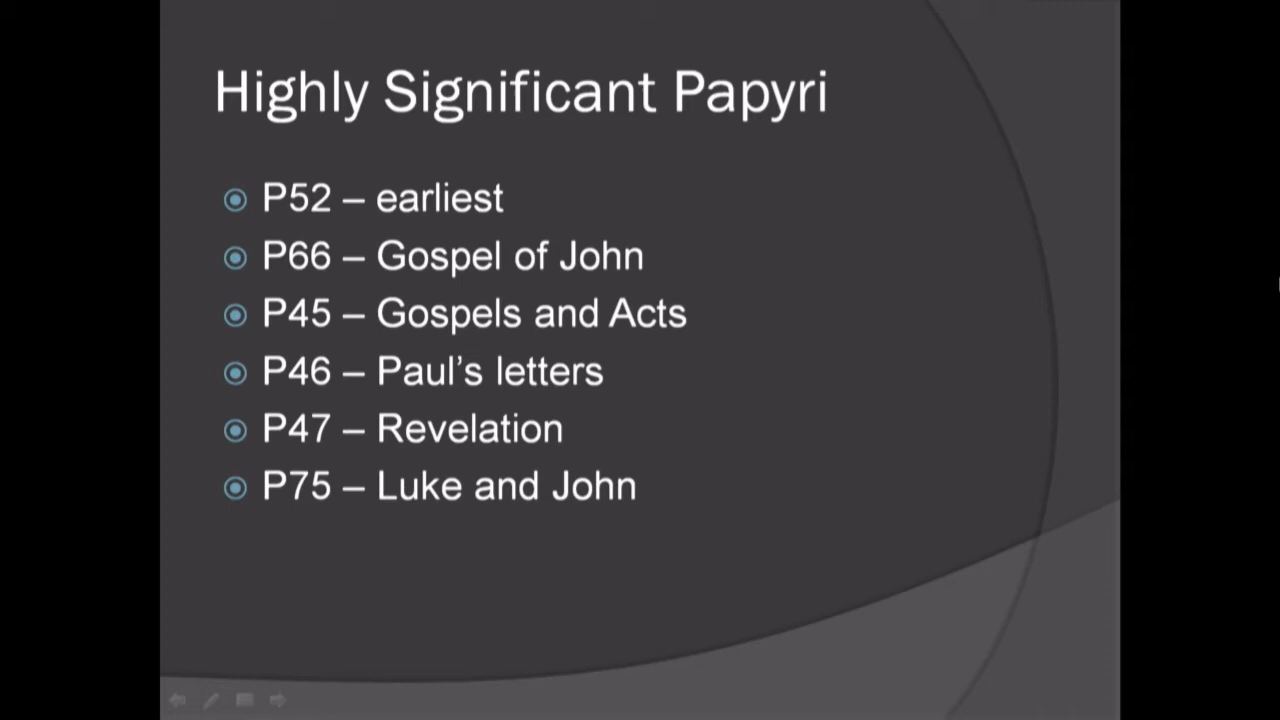 Highly Significant Papyri
P52 – earliest
P66 – Gospel of John
P45 – Gospels and Acts
P46 – Paul’s letters
P47 – Revelation
P75 – Luke and John